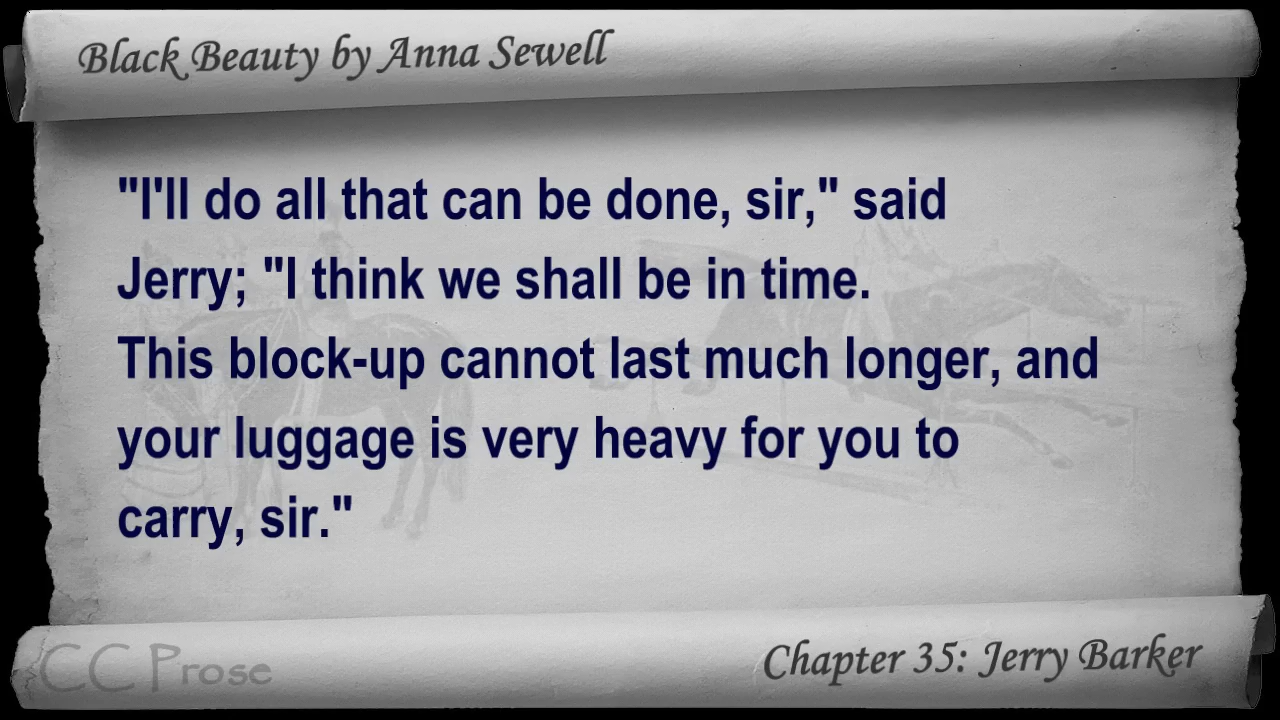 Black Beauty by Anna Sewell
"I'll do all that can be done, sir," said
Jerry; "I think we shall be in time.
This block-up cannot last much longer, and
your luggage is very heavy for you to
carry, sir."
CC Prose
Chapter 35: Jerry Barker